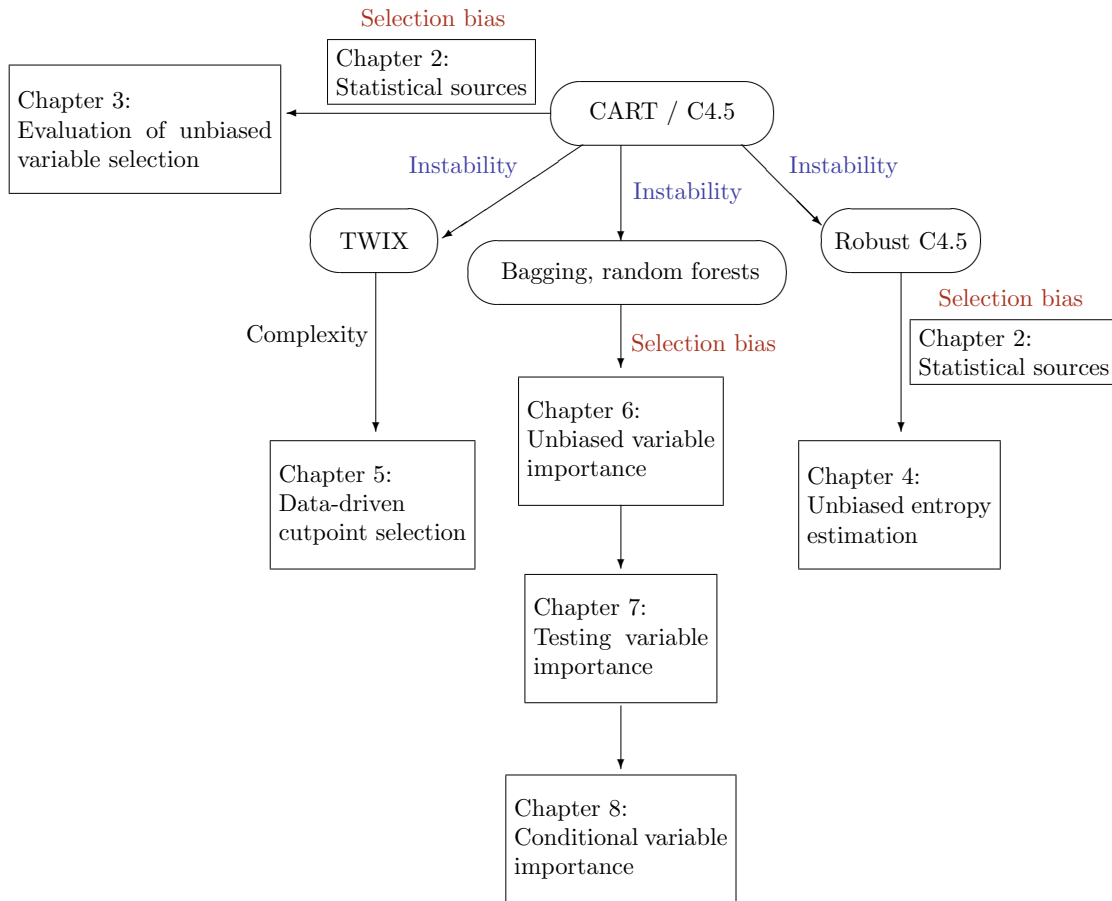 Selection bias
Chapter 2:
Statistical sources
Chapter 3:
Evaluation of unbiased
variable selection
CART / C4.5
Instability
Instability
Instability
TWIX
Bagging, random forests
Robust C4.5
Complexity
Selection bias
Selection bias
Chapter 2:
Statistical sources
Chapter 6:
Unbiased variable
importance
Chapter 5:
Data-driven
cutpoint selection
Chapter 4:
Unbiased entropy
estimation
Chapter 7:
Testing variable
importance
Chapter 8:
Conditional variable
importance